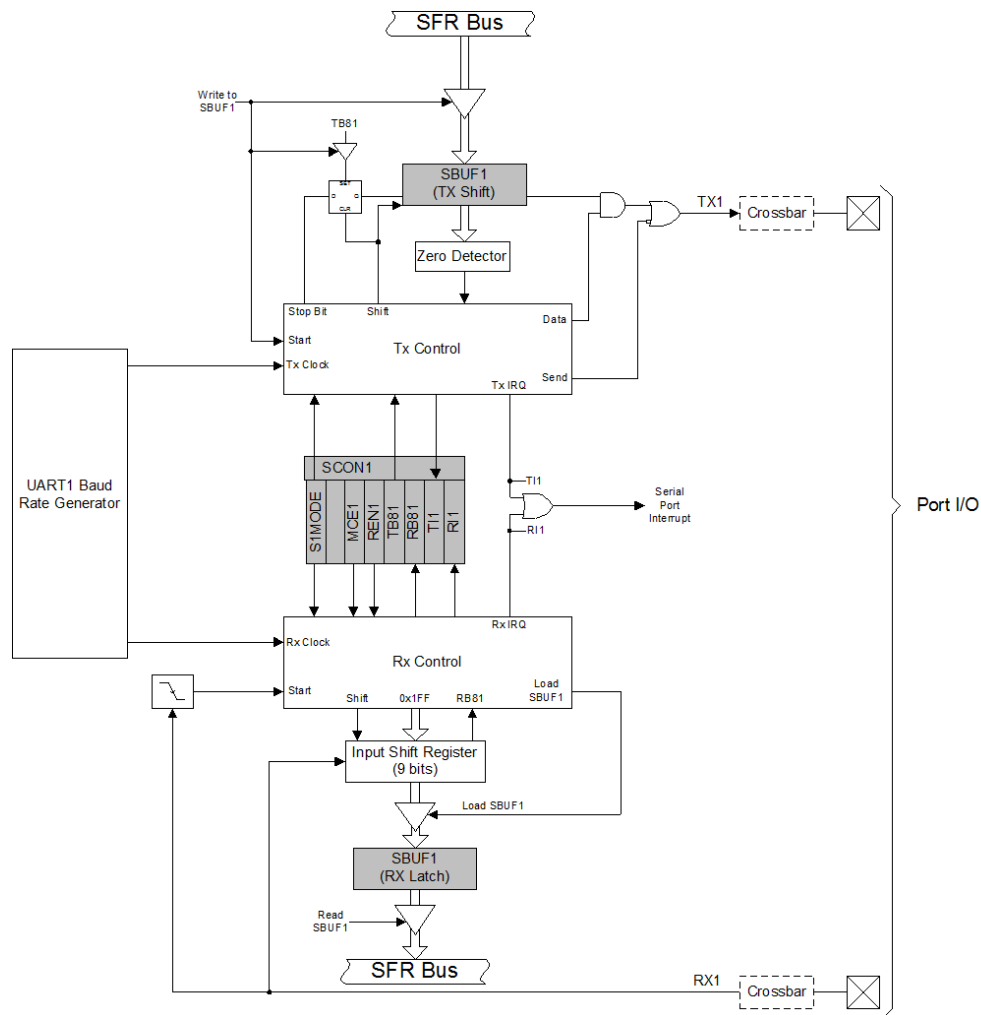 SFR Bus
Write to
SBUF1
TB81
SET
CLR
SBUF1
(TX Shift)
Zero Detector
TX1
Crossbar
Stop Bit
Shift
Data
Start
Tx Control
Tx Clock
Tx IRQ
Send
UART1 Baud
Rate Generator
SCON1
S1MODE
MCE1
REN1
TB81
RB81
TI1
RI1
TI1
RI1
Serial
Port
Interrupt
Port I/O
Rx IRQ
Rx Clock
Rx Control
Start
Load
SBUF1
Shift
0x1FF
RB81
Input Shift Register
(9 bits)
Load SBUF1
SBUF1
(RX Latch)
Read
SBUF1
SFR Bus
RX1
Crossbar